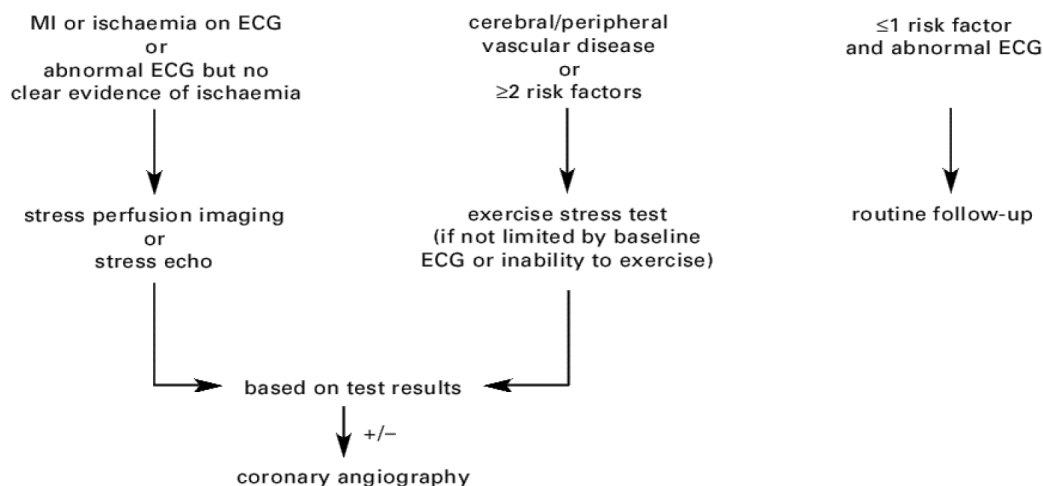 MI or ischaemia on ECG
or
abnormal ECG but no
clear evidence of ischaemia
cerebral/peripheral
vascular disease
or
≥2 risk factors
≤1 risk factor
and abnormal ECG
stress perfusion imaging
or
stress echo
exercise stress test
(if not limited by baseline
ECG or inability to exercise)
routine follow-up
based on test results
+/−
coronary angiography